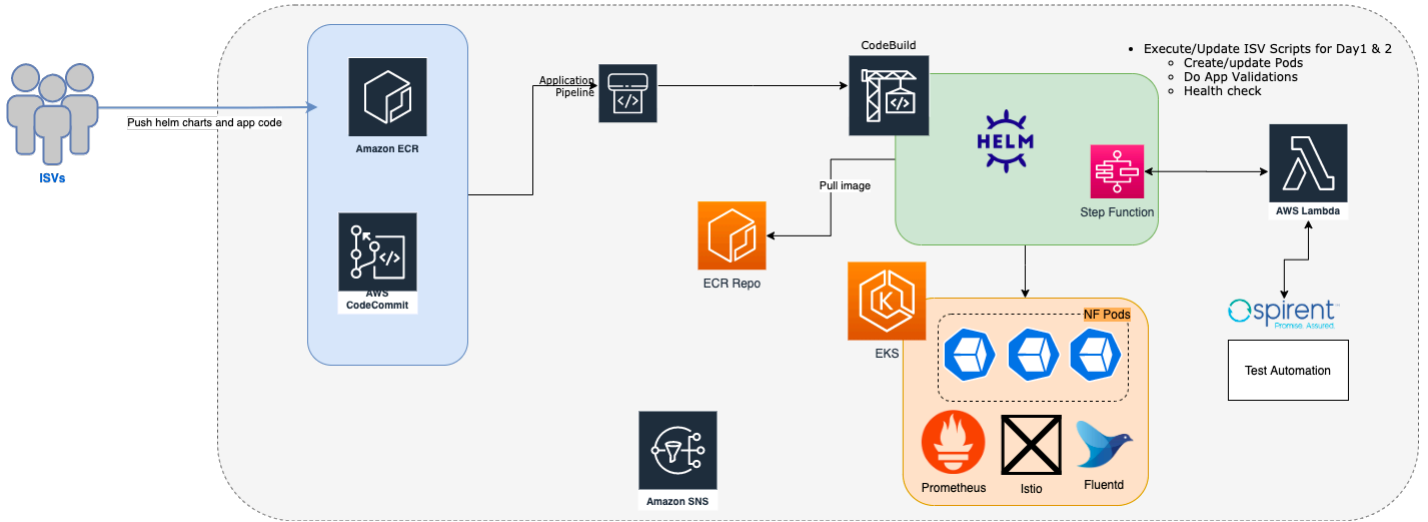 ISVs
Push helm charts and app code
Amazon ECR
AWS
CodeCommit
Application
Pipeline
CodeBuild
• Execute/Update ISV Scripts for Day1 & 2
Create/update Pods
Do App Validations
Health check
HELM
Step Function
AWS Lambda
Pull image
ECR Repo
EKS
NF Pods
Prometheus
Istio
Fluentd
Amazon SNS
spirent™
Promise. Assured.
Test Automation